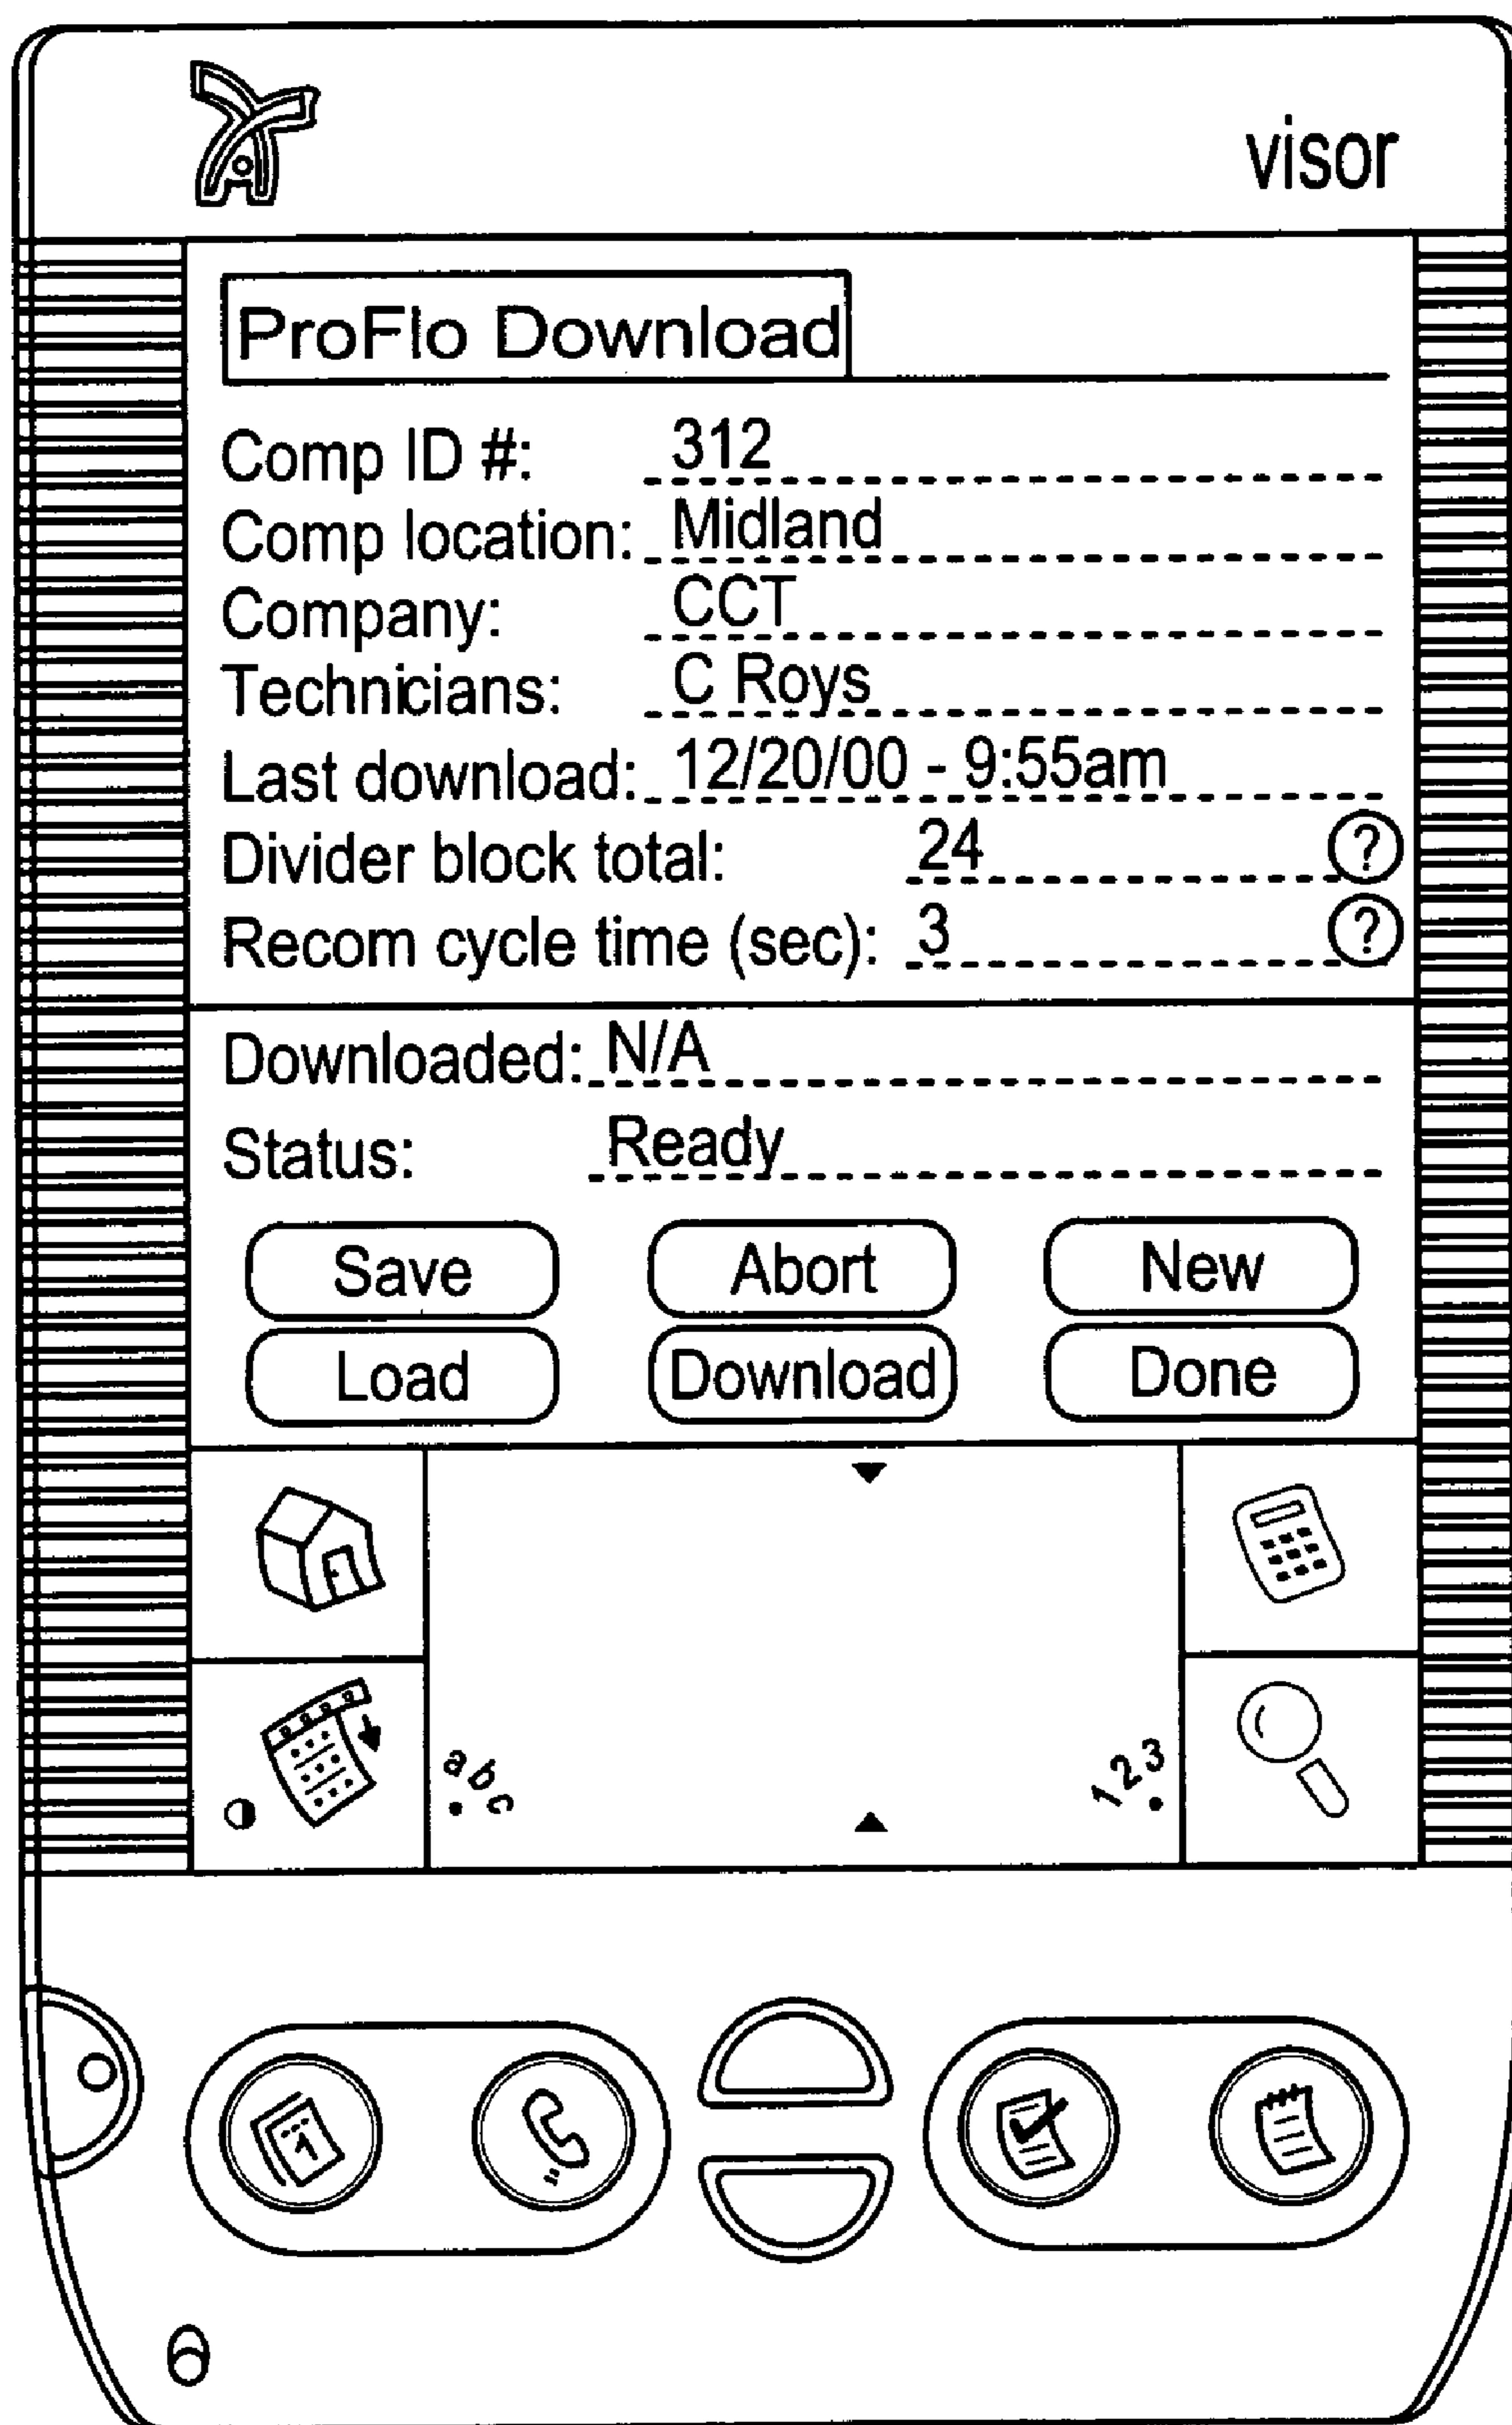 visor
ProFlo Download
Comp ID #: 312
Comp location: Midland
Company: CCT
Technicians: C Roys
Last download: 12/20/00 - 9:55am
Divider block total: 24 ?
Recom cycle time (sec): 3 ?
Downloaded: N/A
Status: Ready
Save Abort New
Load Download Done
abc 123
1